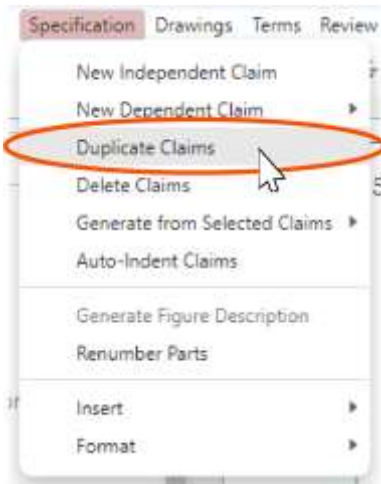 Specification Drawings Terms Review
New Independent Claim
New Dependent Claim
Duplicate Claims
Delete Claims
Generate from Selected Claims
Auto-Indent Claims
Generate Figure Description
Renumber Parts
Insert
Format